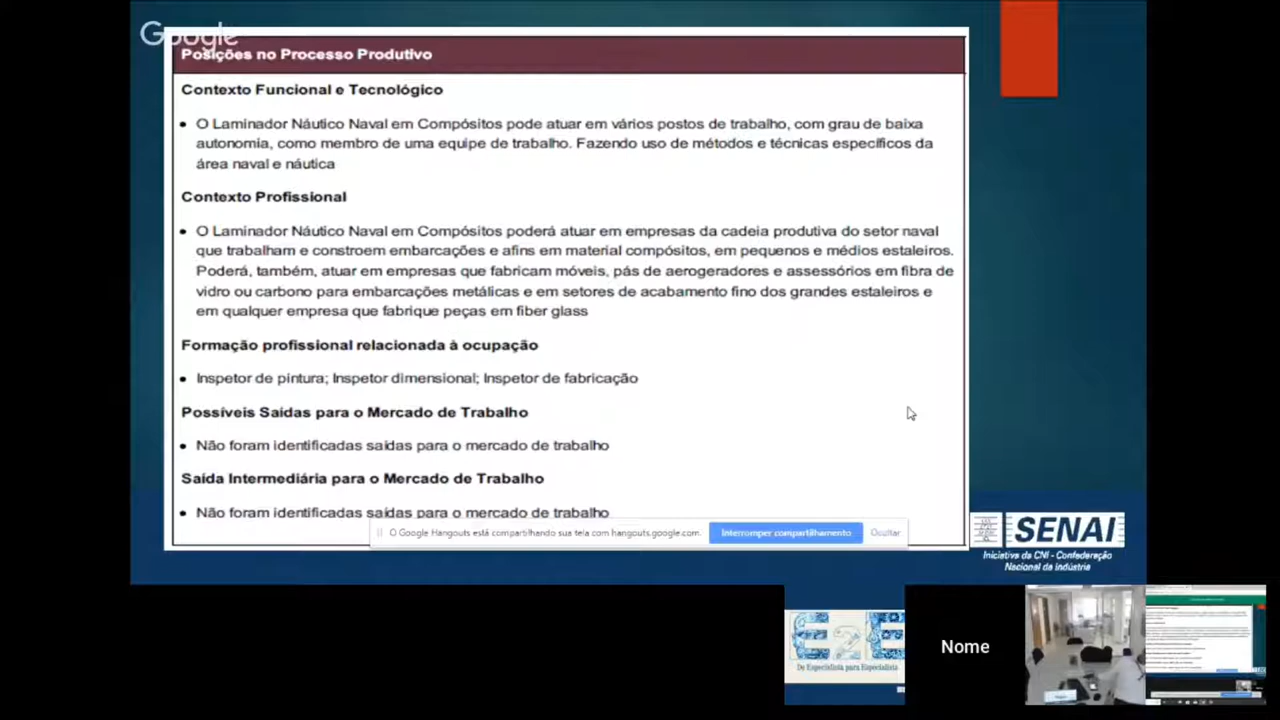 Google
Posições no Processo Produtivo
Contexto Funcional e Tecnológico
• O Laminador Náutico Naval em Compósitos pode atuar em vários postos de trabalho, com grau de baixa
autonomia, como membro de uma equipe de trabalho. Fazendo uso de métodos e técnicas específicos da
área naval e náutica
Contexto Profissional
• O Laminador Náutico Naval em Compósitos poderá atuar em empresas da cadeia produtiva do setor naval
que trabalham e constroem embarcações e afins em material compósitos, em pequenos e médios estaleiros.
Poderá, também, atuar em empresas que fabricam móveis, pás de aerogeradores e assessórios em fibra de
vidro ou carbono para embarcações metálicas e em setores de acabamento fino dos grandes estaleiros e
em qualquer empresa que fabrique peças em fiber glass
Formação profissional relacionada à ocupação
• Inspetor de pintura; Inspetor dimensional; Inspetor de fabricação
Possíveis Saídas para o Mercado de Trabalho
• Não foram identificadas saídas para o mercado de trabalho
Saída Intermediária para o Mercado de Trabalho
• Não foram identificadas saídas para o mercado de trabalho
O Google Hangouts está compartilhando sua tela com hangouts.google.com.
Interromper compartilhamento
Ocultar
SENAI
Iniciativa da CNI - Confederação
Nacional da Indústria
E2E
De Especialista para Especialista
Nome